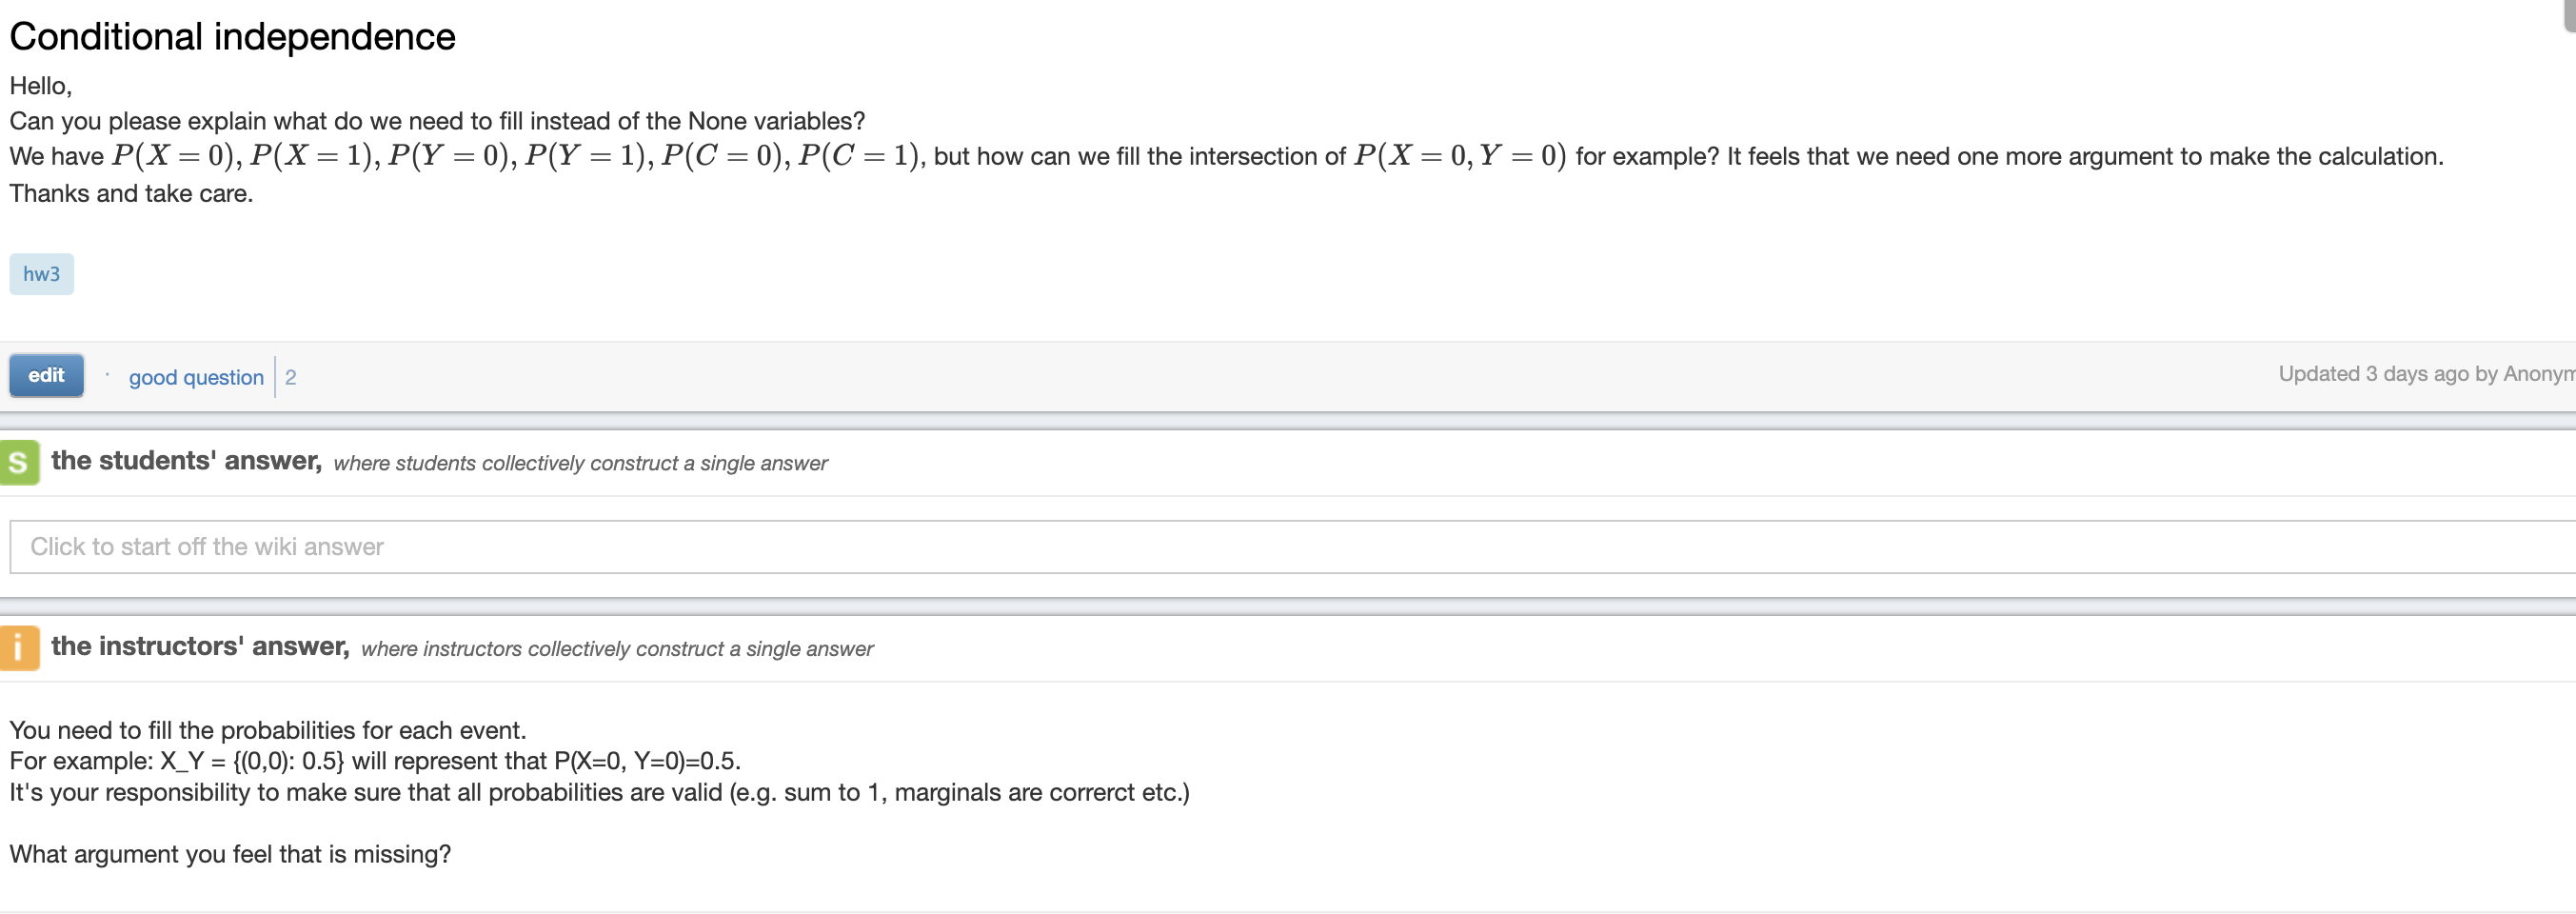 Conditional independence
Hello,
Can you please explain what do we need to fill instead of the None variables?
We have P(X = 0), P(X = 1), P(Y = 0), P(Y = 1), P(C = 0), P(C = 1), but how can we fill the intersection of P(X = 0, Y = 0) for example? It feels that we need one more argument to make the calculation.
Thanks and take care.
hw3
edit · good question 2
Updated 3 days ago by Anonym
S the students' answer, where students collectively construct a single answer
Click to start off the wiki answer
i the instructors' answer, where instructors collectively construct a single answer
You need to fill the probabilities for each event.
For example: X_Y = {(0,0): 0.5} will represent that P(X=0, Y=0)=0.5.
It's your responsibility to make sure that all probabilities are valid (e.g. sum to 1, marginals are correrct etc.)
What argument you feel that is missing?